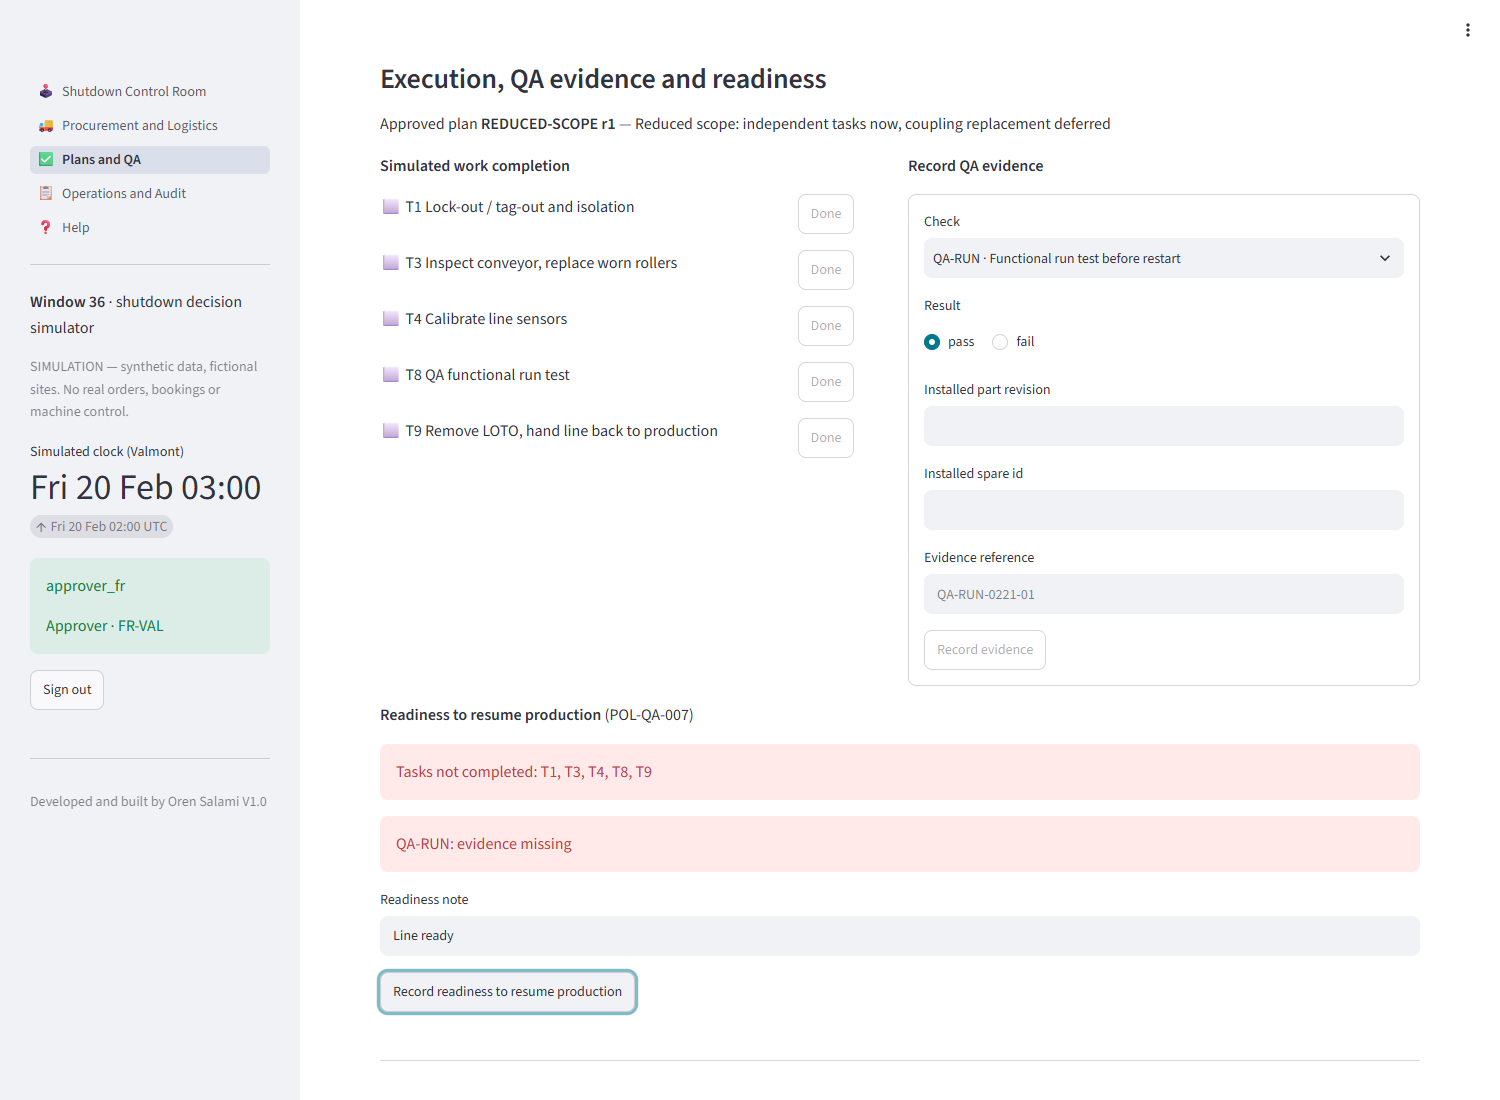 Shutdown Control Room
Procurement and Logistics
Plans and QA
Operations and Audit
Help
Window 36 · shutdown decision
simulator
SIMULATION — synthetic data, fictional
sites. No real orders, bookings or
machine control.
Simulated clock (Valmont)
Fri 20 Feb 03:00
↑ Fri 20 Feb 02:00 UTC
approver_fr
Approver · FR-VAL
Sign out
Developed and built by Oren Salami V1.0
Execution, QA evidence and readiness
Approved plan REDUCED-SCOPE r1 — Reduced scope: independent tasks now, coupling replacement deferred
Simulated work completion
T1 Lock-out / tag-out and isolation
Done
T3 Inspect conveyor, replace worn rollers
Done
T4 Calibrate line sensors
Done
T8 QA functional run test
Done
T9 Remove LOTO, hand line back to production
Done
Record QA evidence
Check
QA-RUN · Functional run test before restart
Result
pass
fail
Installed part revision
Installed spare id
Evidence reference
QA-RUN-0221-01
Record evidence
Readiness to resume production (POL-QA-007)
Tasks not completed: T1, T3, T4, T8, T9
QA-RUN: evidence missing
Readiness note
Line ready
Record readiness to resume production